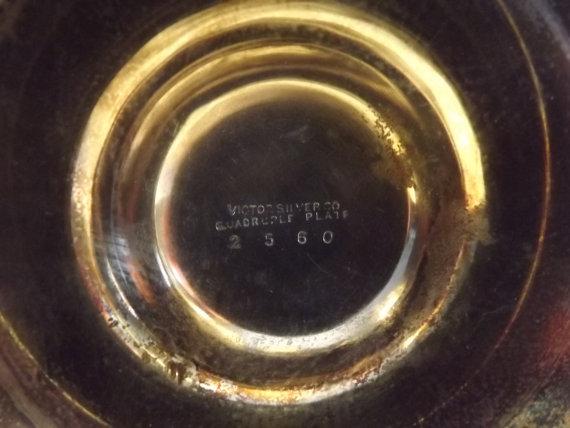 VICTOR SILVER CO
QUADRUPLE PLATE
2560